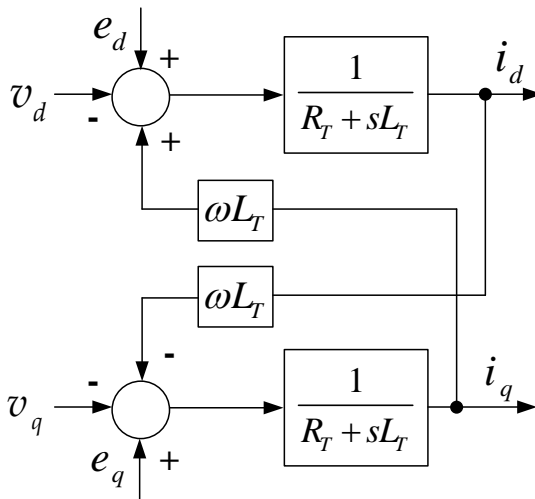 e_d
+
v_d
-
+
1
R_T + sL_T
i_d
ωL_T
ωL_T
-
-
v_q
1
R_T + sL_T
i_q
e_q
+